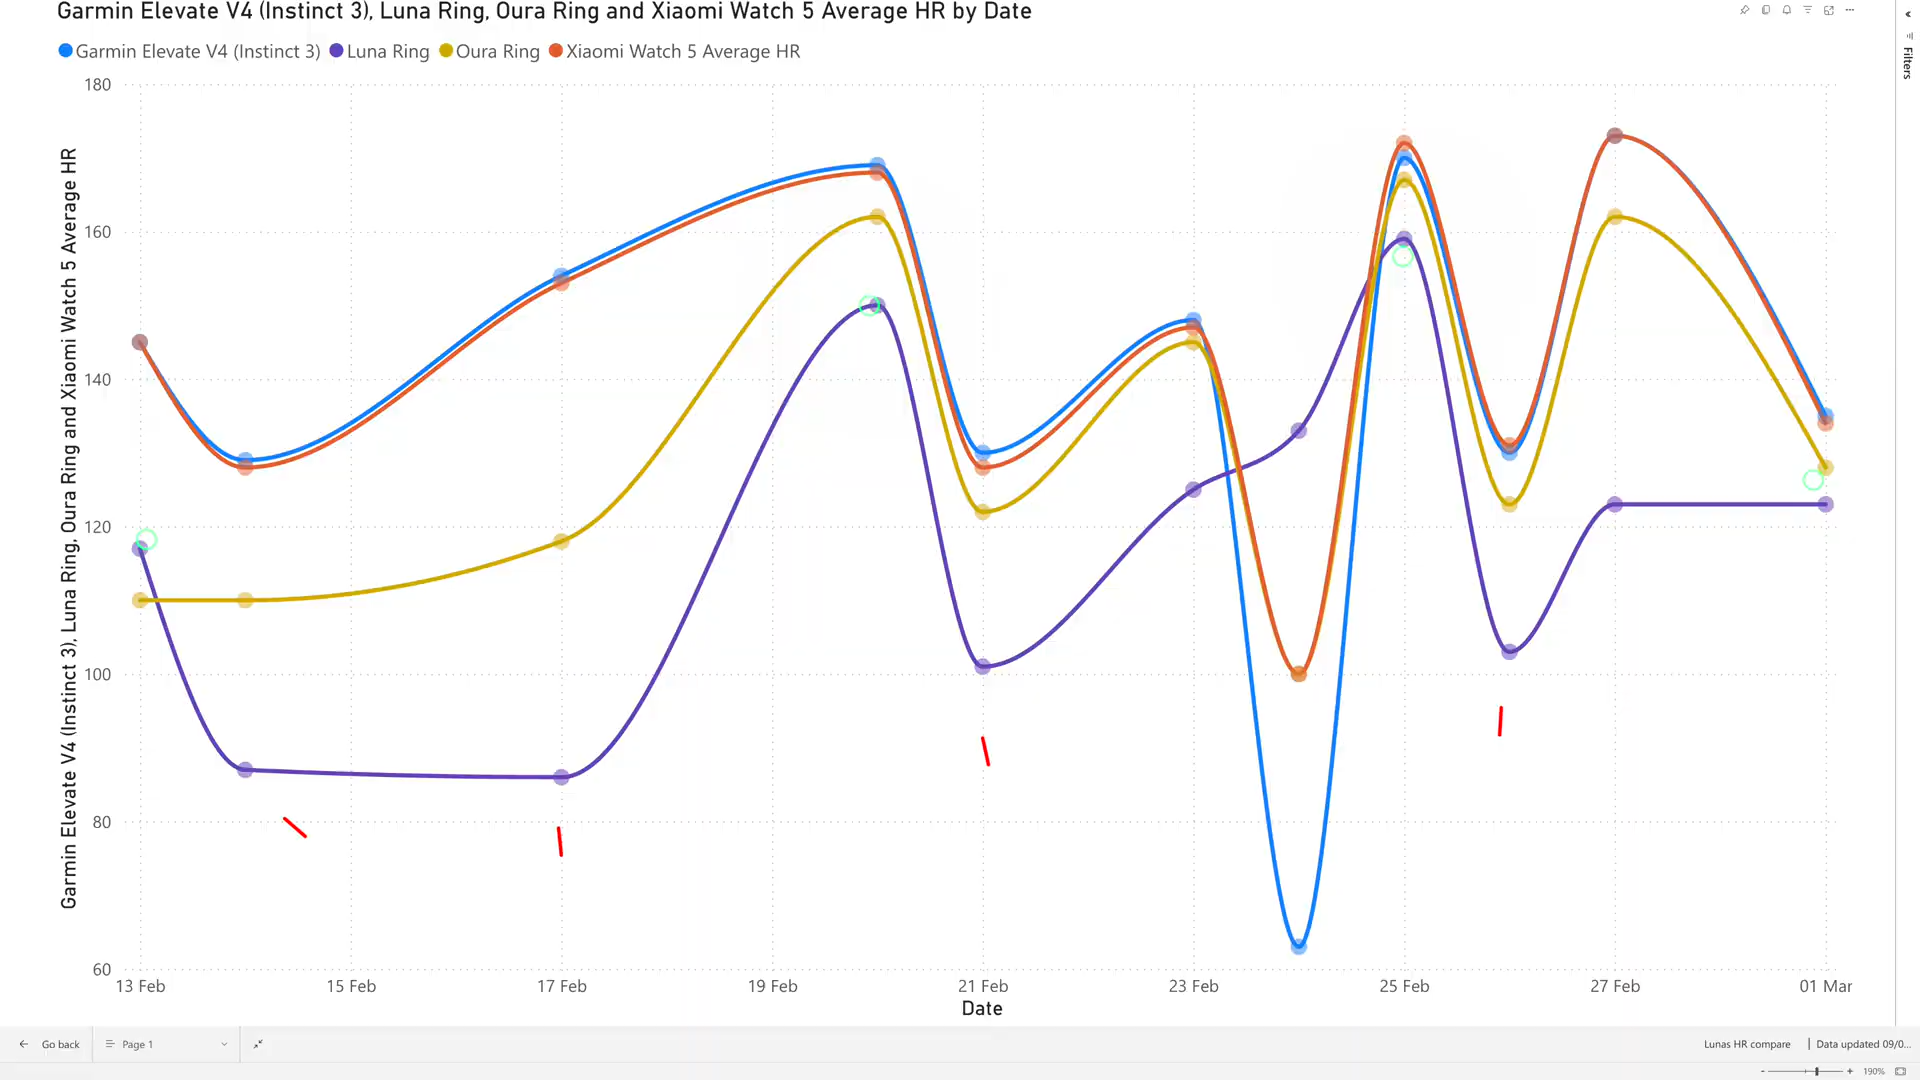 Garmin Elevate V4 (Instinct 3), Luna Ring, Oura Ring and Xiaomi Watch 5 Average HR by Date
Garmin Elevate V4 (Instinct 3) Luna Ring Oura Ring Xiaomi Watch 5 Average HR
Filters
Garmin Elevate V4 (Instinct 3), Luna Ring, Oura Ring and Xiaomi Watch 5 Average HR
180
160
140
120
100
80
60
13 Feb 15 Feb 17 Feb 19 Feb 21 Feb 23 Feb 25 Feb 27 Feb 01 Mar
Date
Go back Page 1 Lunas HR compare | Data updated 09/0...
- + 190%